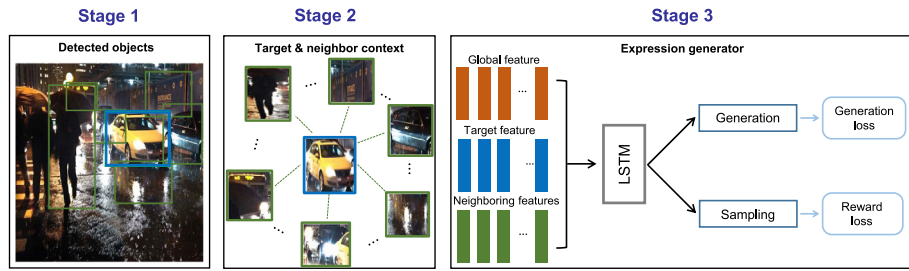 Stage 1
Detected objects
Stage 2
Target & neighbor context
...
...
...
...
...
...
Stage 3
Expression generator
Global feature
...
Target feature
...
Neighboring features
...
LSTM
Generation
Generation
loss
Sampling
Reward
loss